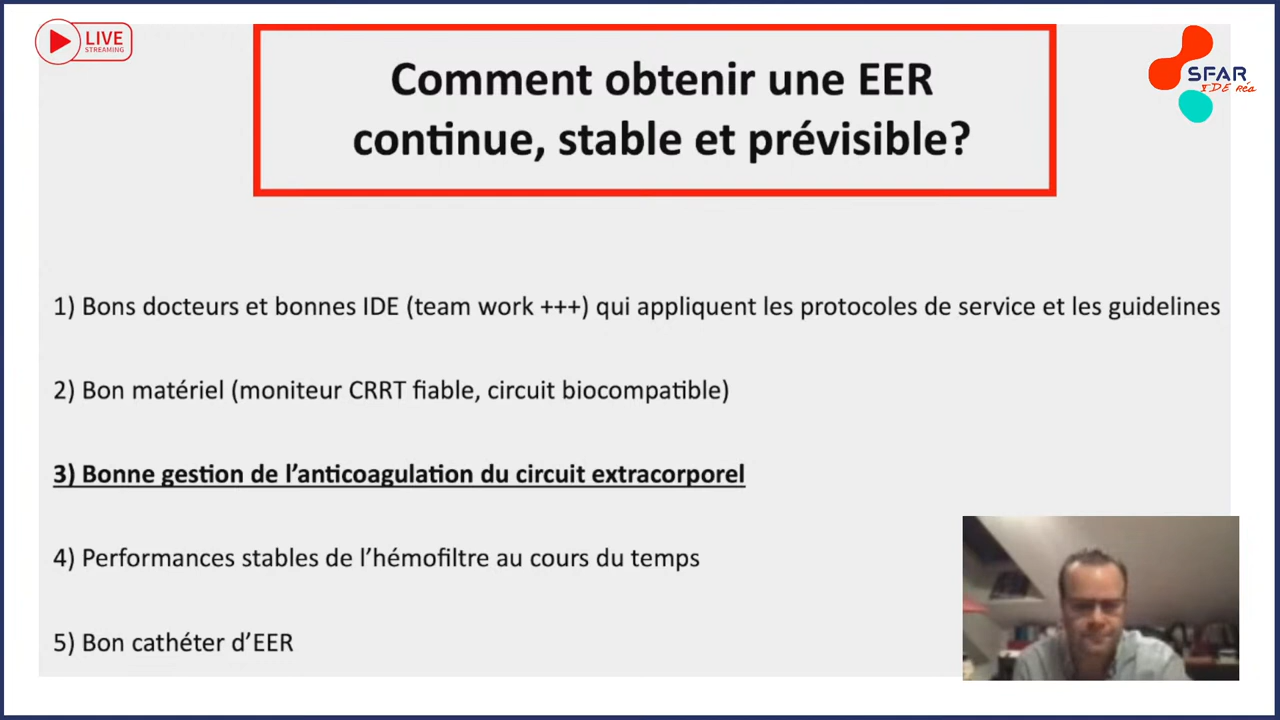 LIVE
STREAMING
Comment obtenir une EER
continue, stable et prévisible?
SFAR
IDE Réa
1) Bons docteurs et bonnes IDE (team work +++) qui appliquent les protocoles de service et les guidelines
2) Bon matériel (moniteur CRRT fiable, circuit biocompatible)
3) Bonne gestion de l’anticoagulation du circuit extracorporel
4) Performances stables de l’hémofiltre au cours du temps
5) Bon cathéter d’EER